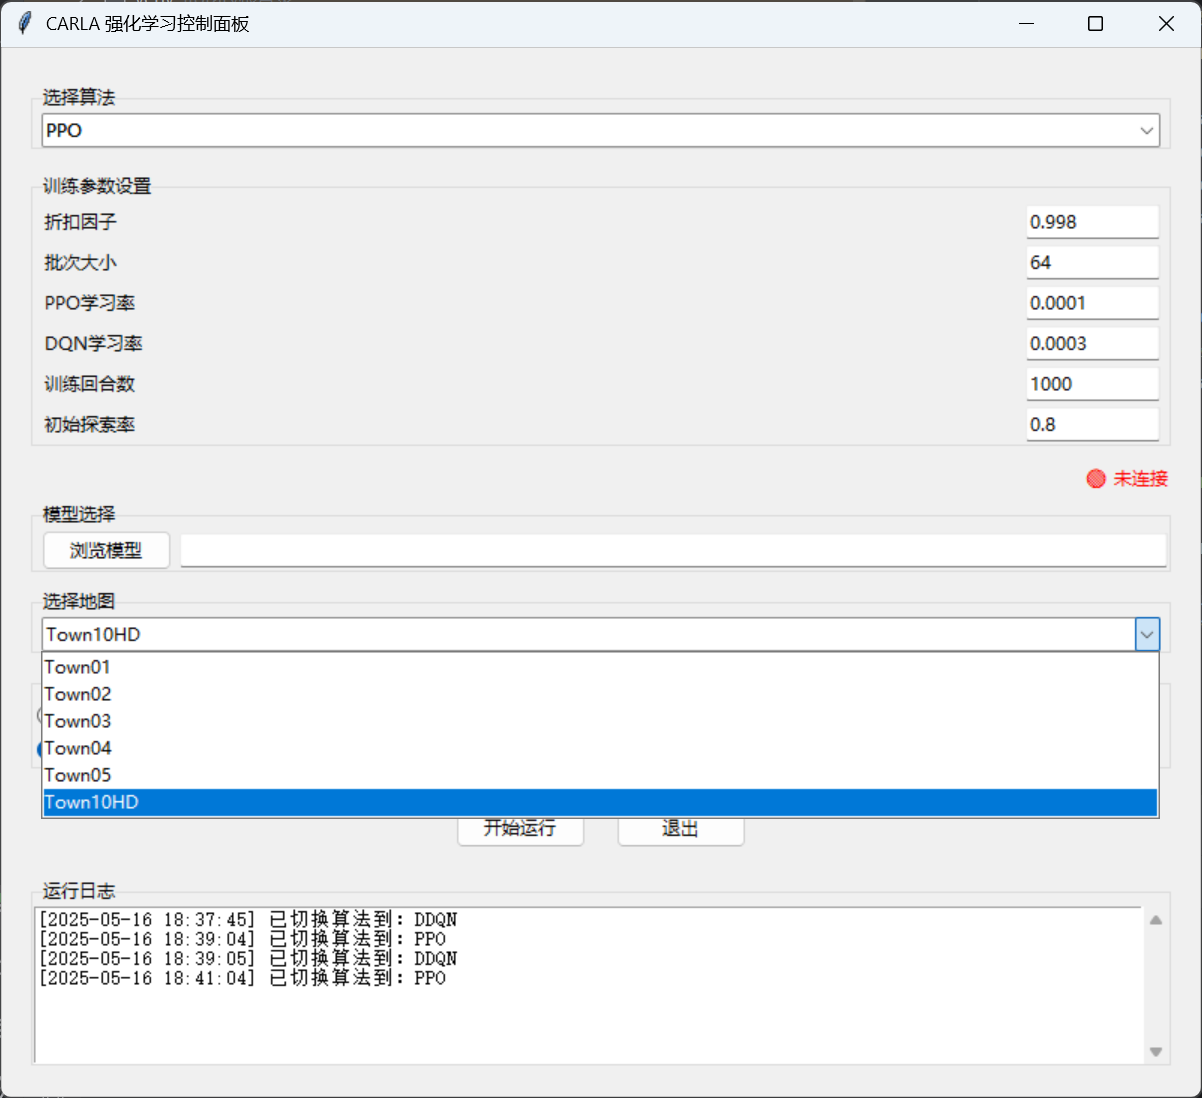 CARLA 强化学习控制面板
选择算法
PPO
训练参数设置
折扣因子 0.998
批次大小 64
PPO学习率 0.0001
DQN学习率 0.0003
训练回合数 1000
初始探索率 0.8
未连接
模型选择
浏览模型
选择地图
Town10HD
Town01
Town02
Town03
Town04
Town05
Town10HD
开始运行 退出
运行日志
[2025-05-16 18:37:45] 已切换算法到: DDQN
[2025-05-16 18:39:04] 已切换算法到: PPO
[2025-05-16 18:39:05] 已切换算法到: DDQN
[2025-05-16 18:41:04] 已切换算法到: PPO